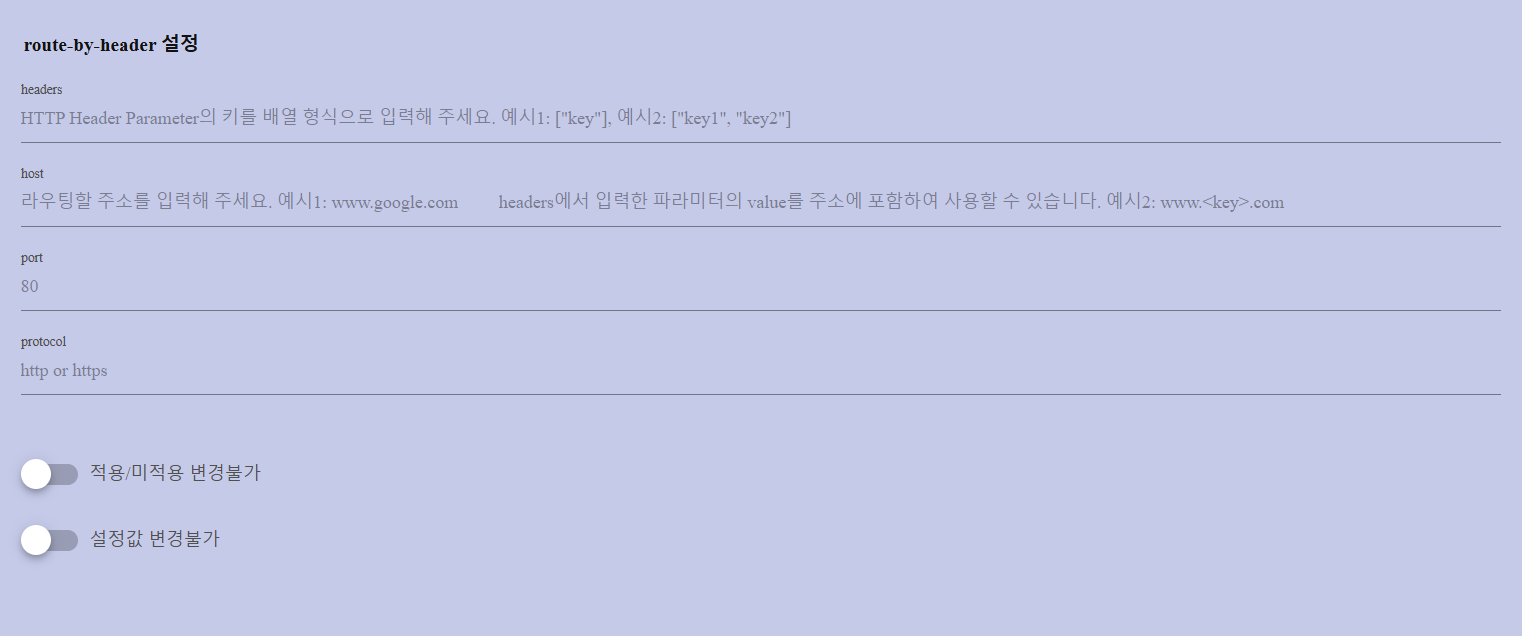 route-by-header 설정
headers
HTTP Header Parameter의 키를 배열 형식으로 입력해 주세요. 예시1: ["key"], 예시2: ["key1", "key2"]
host
라우팅할 주소를 입력해 주세요. 예시1: www.google.com headers에서 입력한 파라미터의 value를 주소에 포함하여 사용할 수 있습니다. 예시2: www.<key>.com
port
80
protocol
http or https
적용/미적용 변경불가
설정값 변경불가